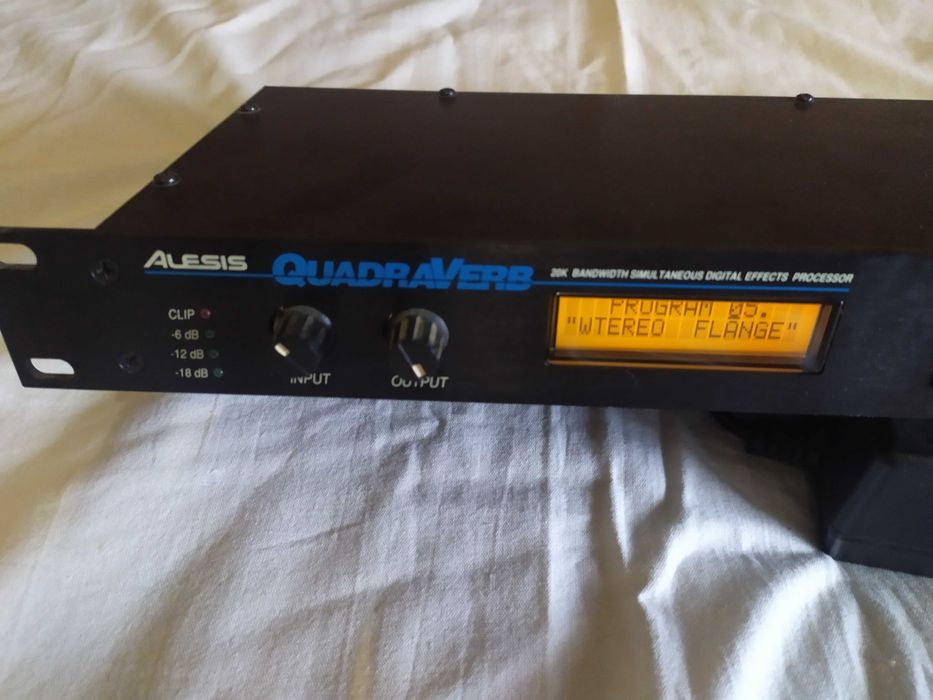 ALESIS QUADRAVERB 20K BANDWIDTH SIMULTANEOUS DIGITAL EFFECTS PROCESSOR
CLIP
-6 dB
-12 dB
-18 dB
INPUT
OUTPUT
PROGRAM 05.
"WTEREO FLANGE"